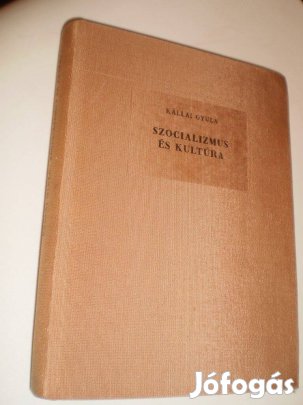 KÁLLAI GYULA
SZOCIALIZMUS
ÉS KULTÚRA
Jófogás